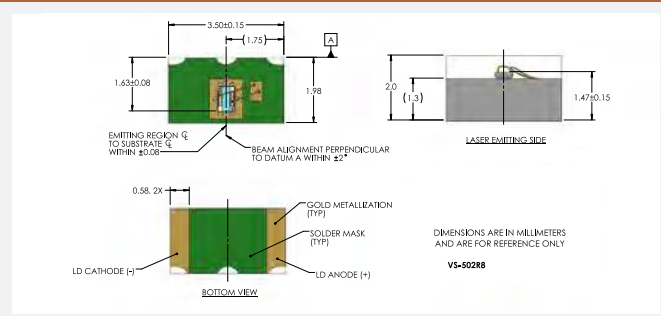 3.50±0.15
(1.75)
A
1.63±0.08
1.98
EMITTING REGION ℄
TO SUBSTRATE ℄
WITHIN ±0.08
BEAM ALIGNMENT PERPENDICULAR
TO DATUM A WITHIN ±2°
2.0
(1.3)
1.47±0.15
LASER EMITTING SIDE
0.58, 2X
GOLD METALLIZATION
(TYP)
SOLDER MASK
(TYP)
LD CATHODE (-)
LD ANODE (+)
BOTTOM VIEW
DIMENSIONS ARE IN MILLIMETERS
AND ARE FOR REFERENCE ONLY
VS-502R8